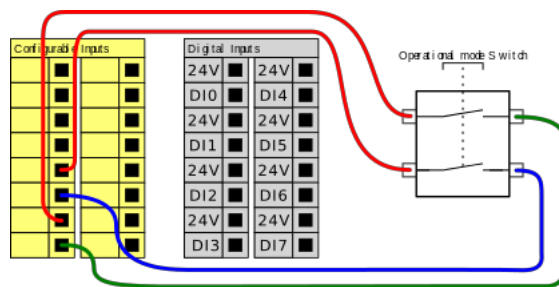 Configurable Inputs
Digital Inputs
Operational mode Switch
24V 24V
DI0 DI4
24V 24V
DI1 DI5
24V 24V
DI2 DI6
24V 24V
DI3 DI7